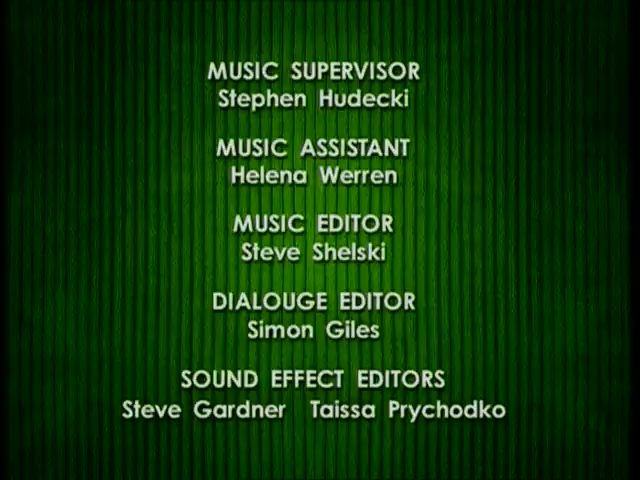 MUSIC SUPERVISOR
Stephen Hudecki
MUSIC ASSISTANT
Helena Werren
MUSIC EDITOR
Steve Shelski
DIALOUGE EDITOR
Simon Giles
SOUND EFFECT EDITORS
Steve Gardner Taissa Prychodko